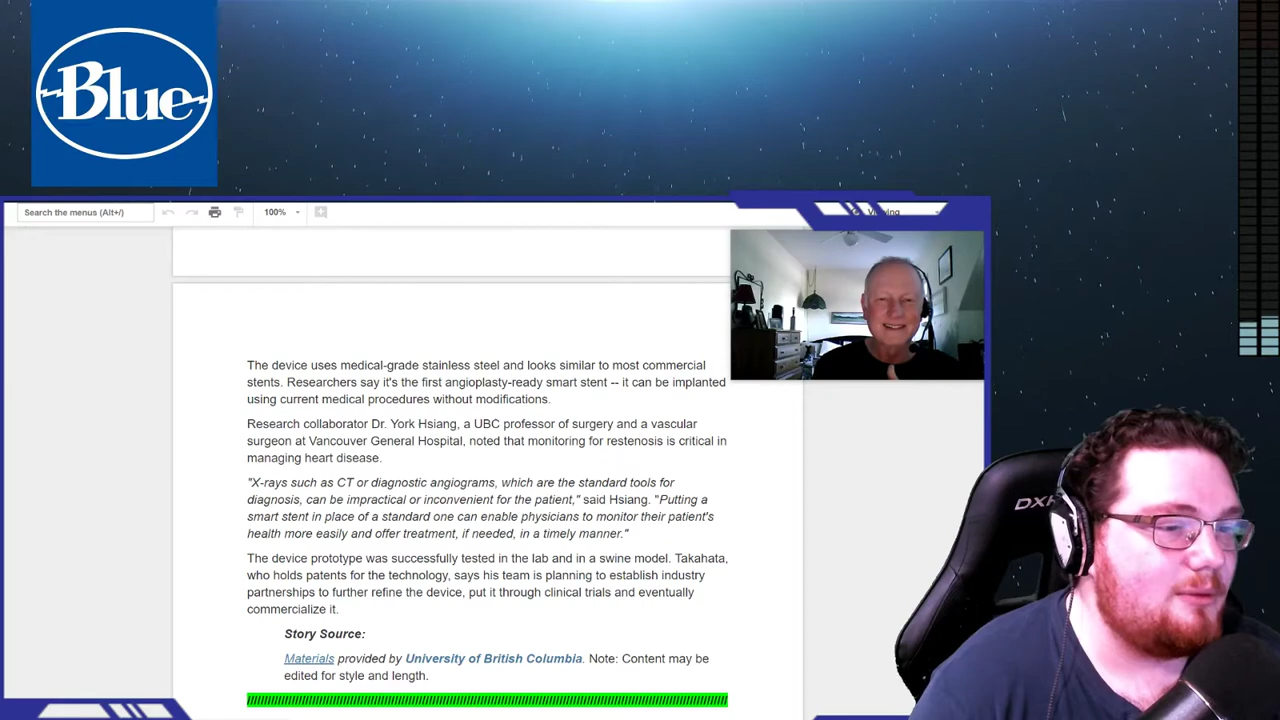 Blue
Search the menus (Alt+/)
100%
Viewing
The device uses medical-grade stainless steel and looks similar to most commercial
stents. Researchers say it's the first angioplasty-ready smart stent -- it can be implanted
using current medical procedures without modifications.
Research collaborator Dr. York Hsiang, a UBC professor of surgery and a vascular
surgeon at Vancouver General Hospital, noted that monitoring for restenosis is critical in
managing heart disease.
"X-rays such as CT or diagnostic angiograms, which are the standard tools for
diagnosis, can be impractical or inconvenient for the patient," said Hsiang. "Putting a
smart stent in place of a standard one can enable physicians to monitor their patient's
health more easily and offer treatment, if needed, in a timely manner."
The device prototype was successfully tested in the lab and in a swine model. Takahata,
who holds patents for the technology, says his team is planning to establish industry
partnerships to further refine the device, put it through clinical trials and eventually
commercialize it.
Story Source:
Materials provided by University of British Columbia. Note: Content may be
edited for style and length.